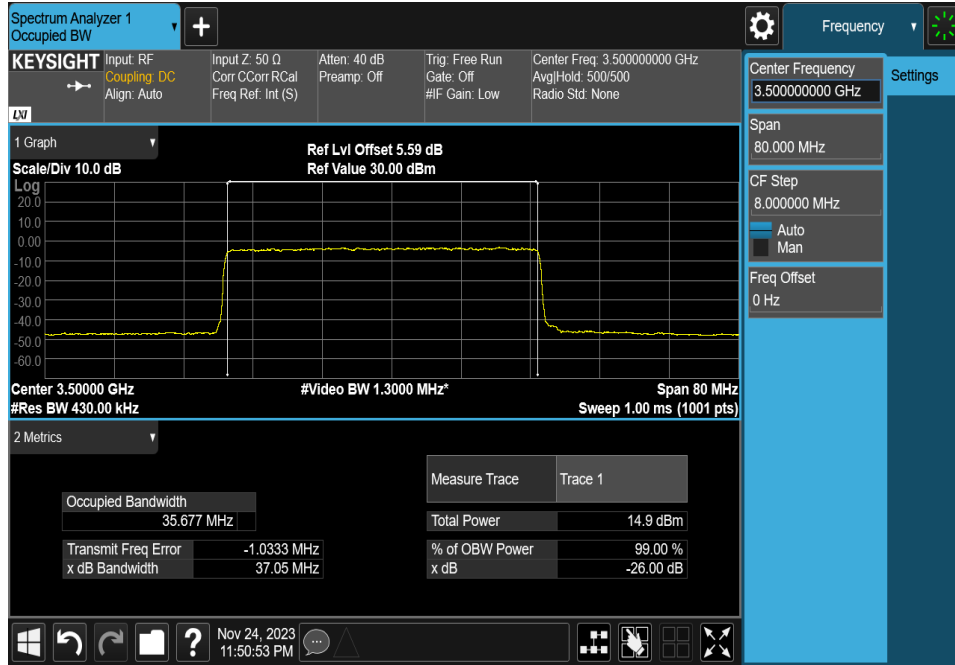 Spectrum Analyzer 1
Occupied BW
+
Frequency
KEYSIGHT
Input: RF
Coupling: DC
Align: Auto
Input Z: 50 Ω
Corr CCorr RCal
Freq Ref: Int (S)
Atten: 40 dB
Preamp: Off
Trig: Free Run
Gate: Off
#IF Gain: Low
Center Freq: 3.500000000 GHz
Avg|Hold: 500/500
Radio Std: None
LXI
Center Frequency
3.500000000 GHz
Settings
Span
80.000 MHz
CF Step
8.000000 MHz
Auto
Man
Freq Offset
0 Hz
1 Graph
Scale/Div 10.0 dB
Ref Lvl Offset 5.59 dB
Ref Value 30.00 dBm
Log
20.0
10.0
0.00
-10.0
-20.0
-30.0
-40.0
-50.0
-60.0
Center 3.50000 GHz
#Res BW 430.00 kHz
#Video BW 1.3000 MHz*
Span 80 MHz
Sweep 1.00 ms (1001 pts)
2 Metrics
Measure Trace Trace 1
Occupied Bandwidth
35.677 MHz
Total Power 14.9 dBm
Transmit Freq Error -1.0333 MHz
% of OBW Power 99.00 %
x dB Bandwidth 37.05 MHz
x dB -26.00 dB
?
Nov 24, 2023
11:50:53 PM